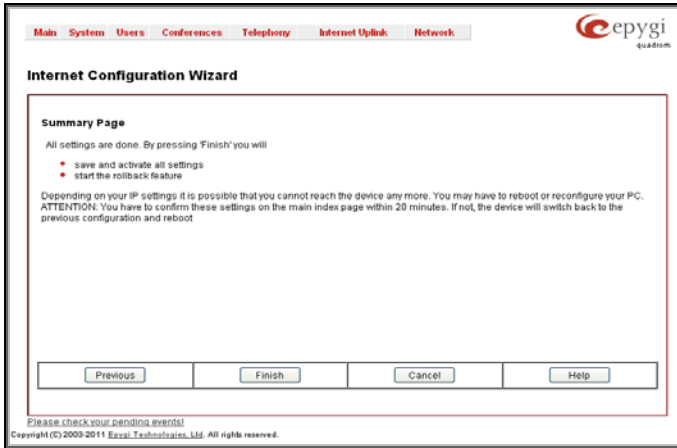 Main System Users Conferences Telephony Internet Uplink Network
epygi
quadrom
Internet Configuration Wizard
Summary Page
All settings are done. By pressing 'Finish' you will
save and activate all settings
start the rollback feature
Depending on your IP settings it is possible that you cannot reach the device any more. You may have to reboot or reconfigure your PC.
ATTENTION: You have to confirm these settings on the main index page within 20 minutes. If not, the device will switch back to the
previous configuration and reboot
Previous Finish Cancel Help
Please check your pending events!
Copyright (C) 2003-2011 Epygi Technologies, Ltd. All rights reserved.